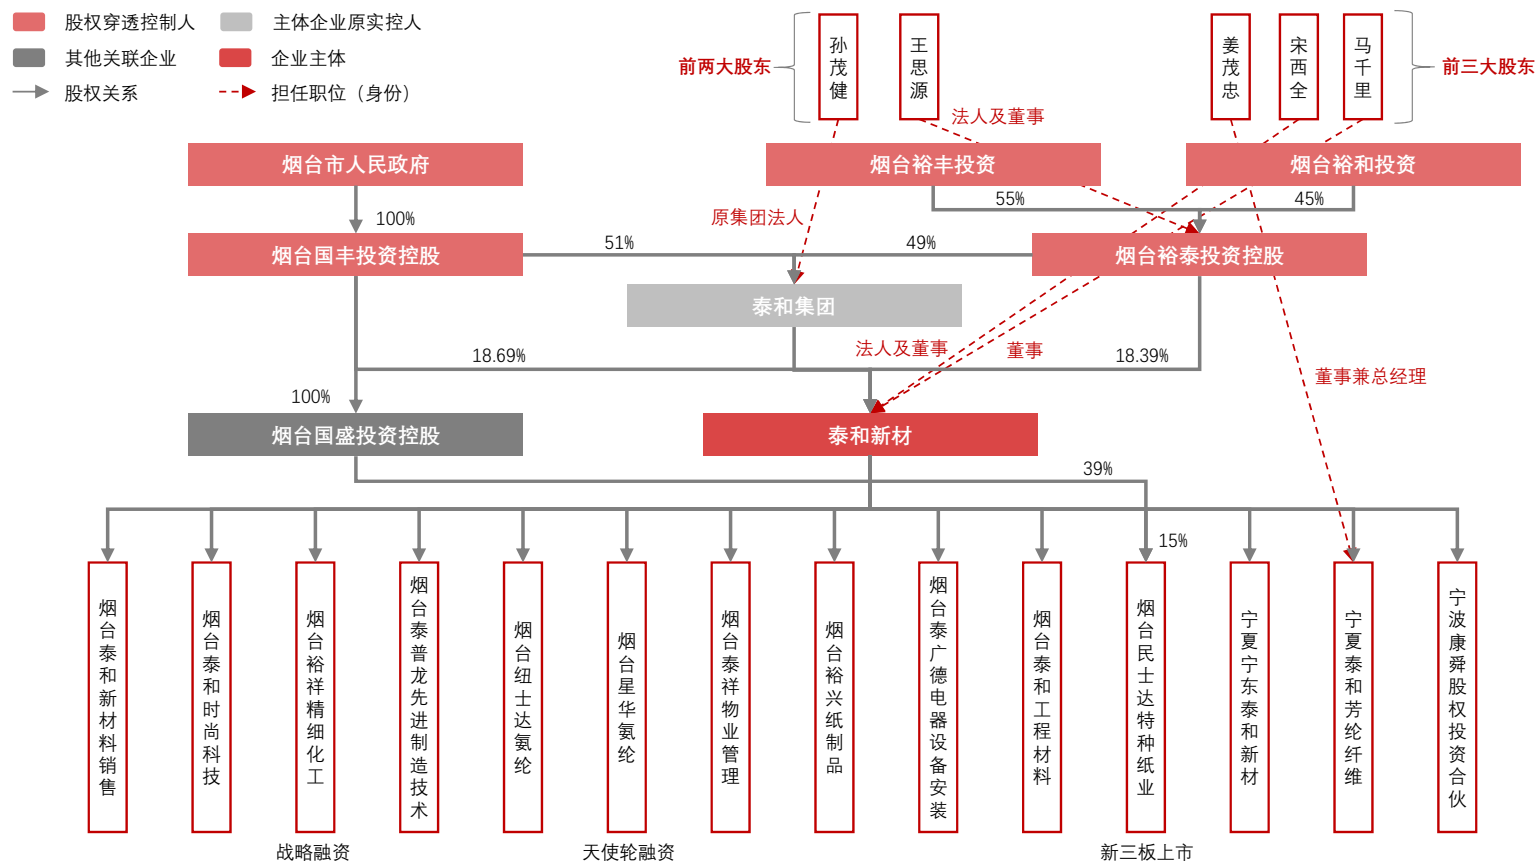 股权穿透控制人
主体企业原实控人
其他关联企业
企业主体
股权关系
担任职位（身份）
前两大股东
孙茂健
王思源
姜茂忠
宋西全
马千里
前三大股东
法人及董事
烟台市人民政府
烟台裕丰投资
烟台裕和投资
100%
原集团法人
55%
45%
烟台国丰投资控股
51%
49%
烟台裕泰投资控股
泰和集团
18.69%
法人及董事
董事
18.39%
董事兼总经理
100%
烟台国盛投资控股
泰和新材
39%
15%
烟台泰和新材料销售
烟台泰和时尚科技
烟台裕祥精细化工
烟台泰普龙先进制造技术
烟台纽士达氨纶
烟台星华氨纶
烟台泰祥物业管理
烟台裕兴纸制品
烟台泰广德电器设备安装
烟台泰和工程材料
烟台民士达特种纸业
宁夏宁东泰和新材
宁夏泰和芳纶纤维
宁波康舜股权投资合伙
战略融资
天使轮融资
新三板上市